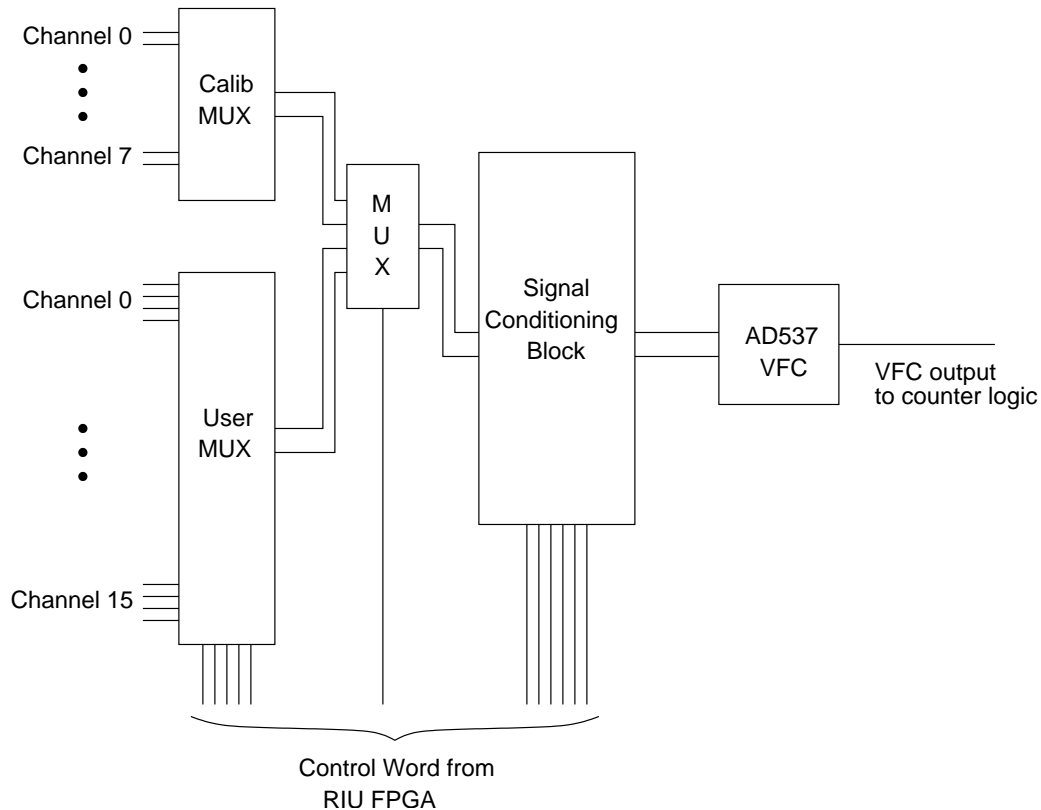 Channel 0
Calib
MUX
Channel 7
M
U
X
Channel 0
User
MUX
Channel 15
Signal
Conditioning
Block
AD537
VFC
VFC output
to counter logic
Control Word from
RIU FPGA